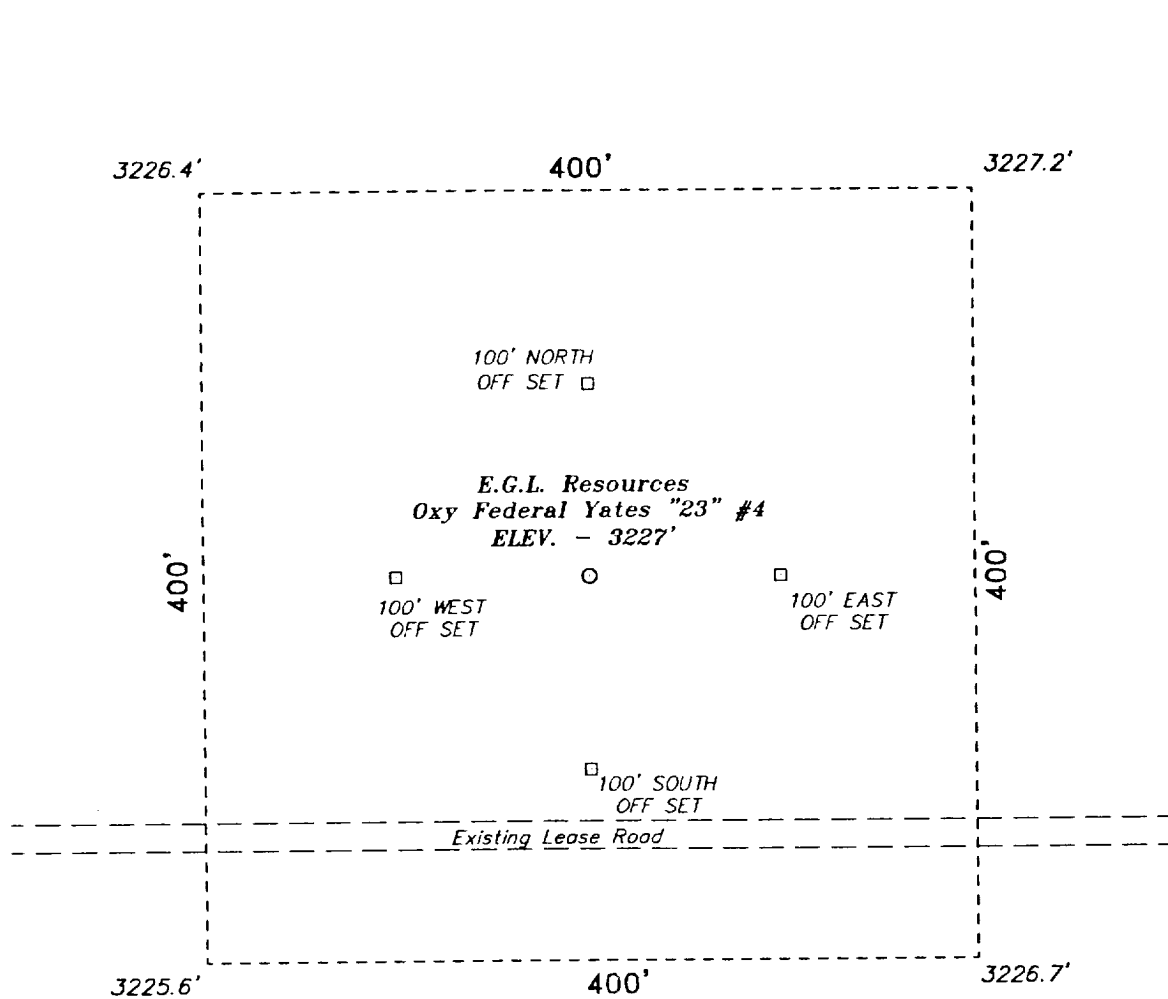 3226.4'
400'
3227.2'
100' NORTH
OFF SET
E.G.L. Resources
Oxy Federal Yates "23" #4
ELEV. - 3227'
400'
400'
100' WEST
OFF SET
100' EAST
OFF SET
100' SOUTH
OFF SET
Existing Lease Road
3225.6'
400'
3226.7'